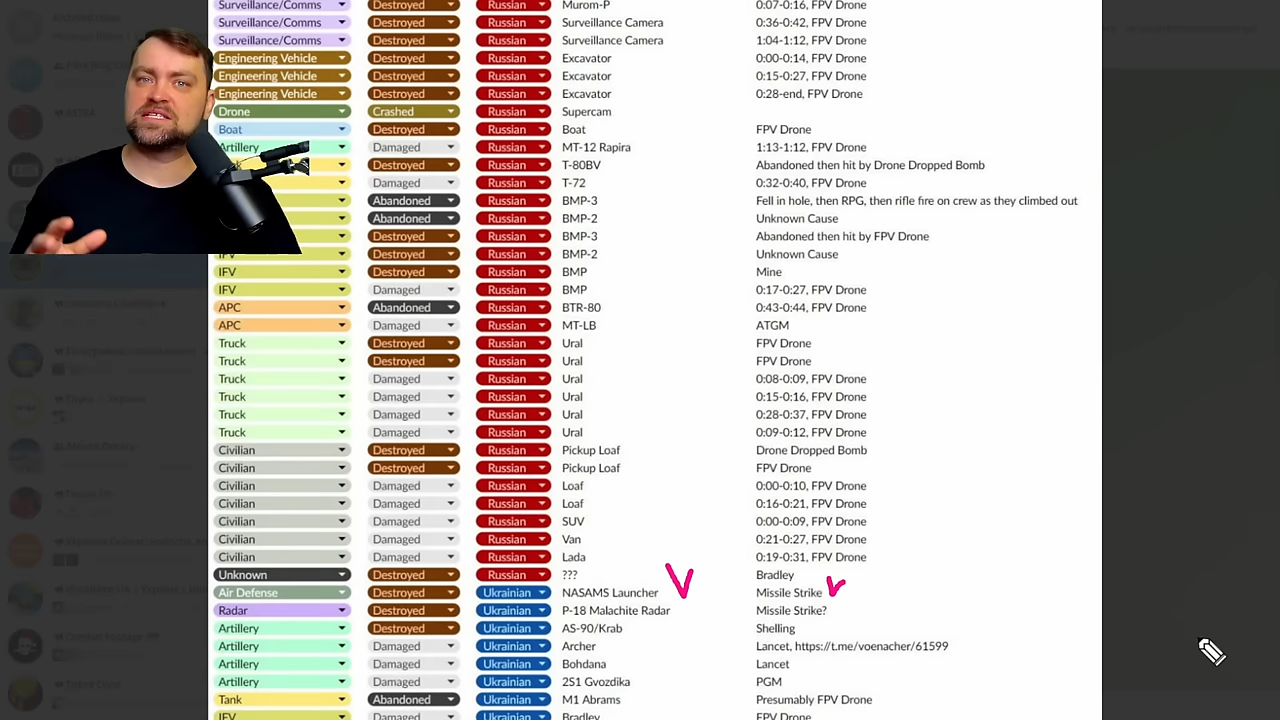 Surveillance/Comms Destroyed Russian Murom-P 0:07-0:16, FPV Drone
Surveillance/Comms Destroyed Russian Surveillance Camera 0:36-0:42, FPV Drone
Surveillance/Comms Destroyed Russian Surveillance Camera 1:04-1:12, FPV Drone
Engineering Vehicle Destroyed Russian Excavator 0:00-0:14, FPV Drone
Engineering Vehicle Destroyed Russian Excavator 0:15-0:27, FPV Drone
Engineering Vehicle Destroyed Russian Excavator 0:28-end, FPV Drone
Drone Crashed Russian Supercam
Boat Destroyed Russian Boat FPV Drone
Artillery Damaged Russian MT-12 Rapira 1:13-1:12, FPV Drone
Destroyed Russian T-80BV Abandoned then hit by Drone Dropped Bomb
Damaged Russian T-72 0:32-0:40, FPV Drone
Abandoned Russian BMP-3 Fell in hole, then RPG, then rifle fire on crew as they climbed out
Abandoned Russian BMP-2 Unknown Cause
Destroyed Russian BMP-3 Abandoned then hit by FPV Drone
IFV Destroyed Russian BMP-2 Unknown Cause
IFV Destroyed Russian BMP Mine
IFV Damaged Russian BMP 0:17-0:27, FPV Drone
APC Abandoned Russian BTR-80 0:43-0:44, FPV Drone
APC Damaged Russian MT-LB ATGM
Truck Destroyed Russian Ural FPV Drone
Truck Destroyed Russian Ural FPV Drone
Truck Damaged Russian Ural 0:08-0:09, FPV Drone
Truck Damaged Russian Ural 0:15-0:16, FPV Drone
Truck Damaged Russian Ural 0:28-0:37, FPV Drone
Truck Damaged Russian Ural 0:09-0:12, FPV Drone
Civilian Destroyed Russian Pickup Loaf Drone Dropped Bomb
Civilian Destroyed Russian Pickup Loaf FPV Drone
Civilian Damaged Russian Loaf 0:00-0:10, FPV Drone
Civilian Damaged Russian Loaf 0:16-0:21, FPV Drone
Civilian Damaged Russian SUV 0:00-0:09, FPV Drone
Civilian Damaged Russian Van 0:21-0:27, FPV Drone
Civilian Damaged Russian Lada 0:19-0:31, FPV Drone
Unknown Destroyed Russian ??? Bradley
Air Defense Destroyed Ukrainian NASAMS Launcher Missile Strike
Radar Destroyed Ukrainian P-18 Malachite Radar Missile Strike?
Artillery Destroyed Ukrainian AS-90/Krab Shelling
Artillery Damaged Ukrainian Archer Lancet, https://t.me/voenacher/61599
Artillery Damaged Ukrainian Bohdana Lancet
Artillery Damaged Ukrainian 2S1 Gvozdika PGM
Tank Abandoned Ukrainian M1 Abrams Presumably FPV Drone
IFV Damaged Ukrainian Bradley FPV Drone